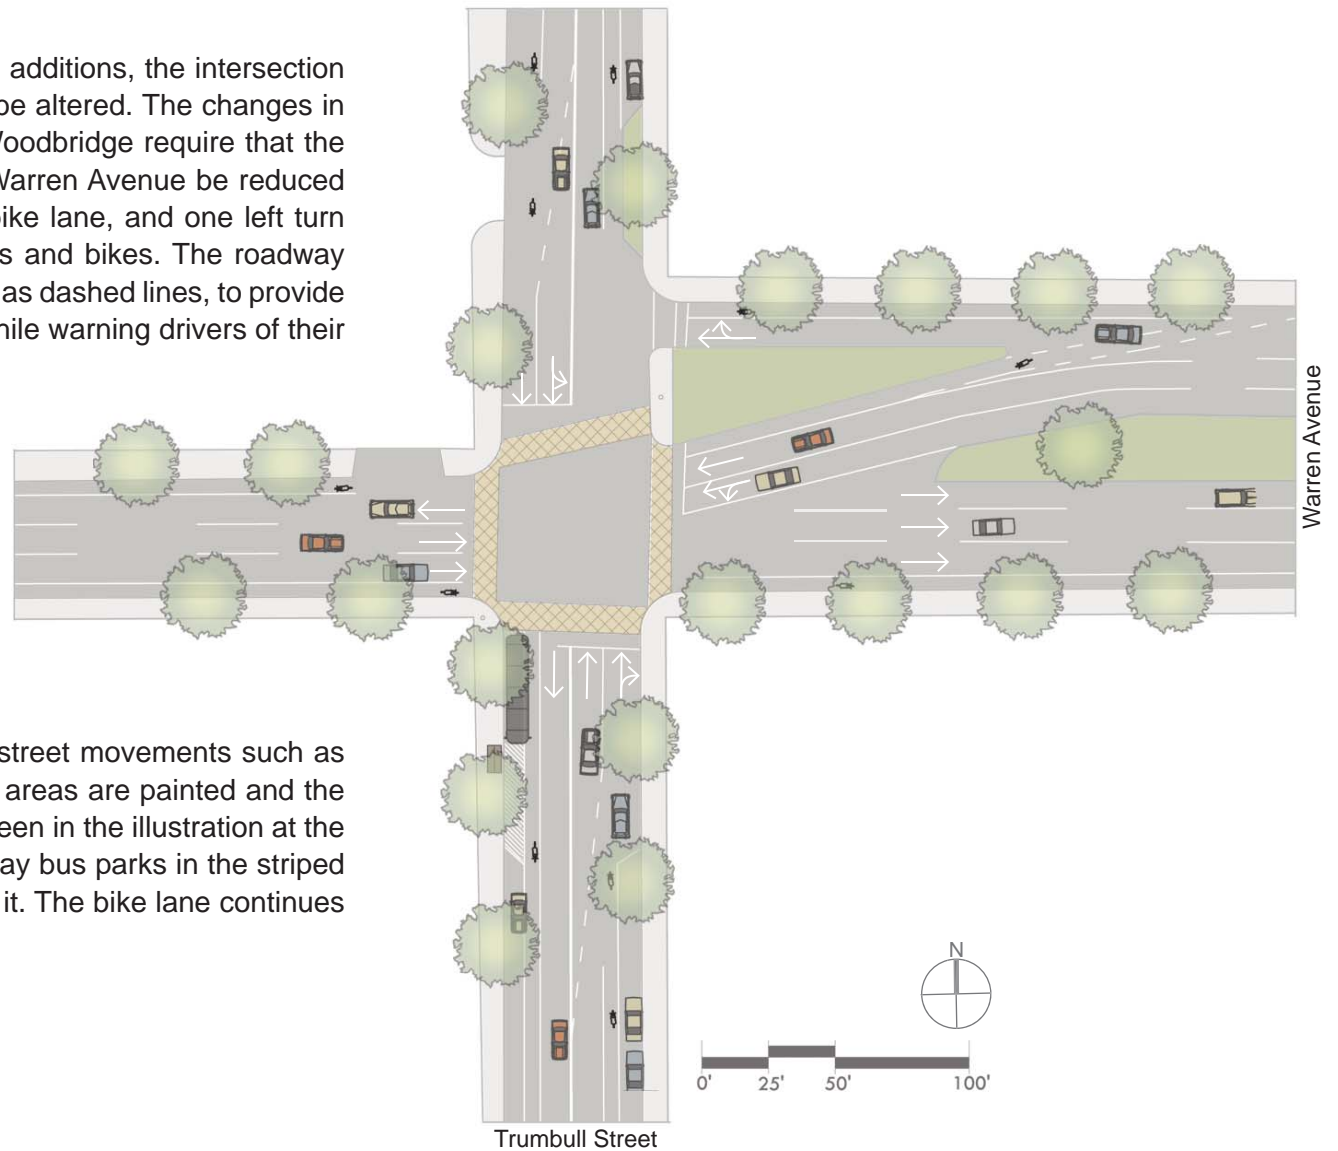 additions, the intersection
be altered. The changes in
Woodbridge require that the
Warren Avenue be reduced
bike lane, and one left turn
s and bikes. The roadway
as dashed lines, to provide
hile warning drivers of their
Warren Avenue
street movements such as
areas are painted and the
een in the illustration at the
ay bus parks in the striped
it. The bike lane continues
N
0' 25' 50' 100'
Trumbull Street